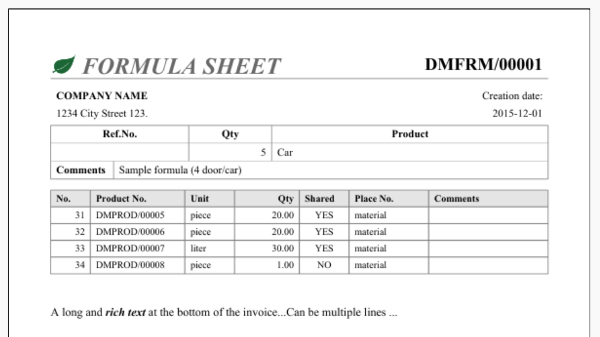 FORMULA SHEET DMFRM/00001
COMPANY NAME Creation date:
1234 City Street 123. 2015-12-01
Ref.No. Qty Product
5 Car
Comments Sample formula (4 door/car)
No. Product No. Unit Qty Shared Place No. Comments
31 DMPROD/00005 piece 20.00 YES material
32 DMPROD/00006 piece 20.00 YES material
33 DMPROD/00007 liter 30.00 YES material
34 DMPROD/00008 piece 1.00 NO material
A long and rich text at the bottom of the invoice...Can be multiple lines ...